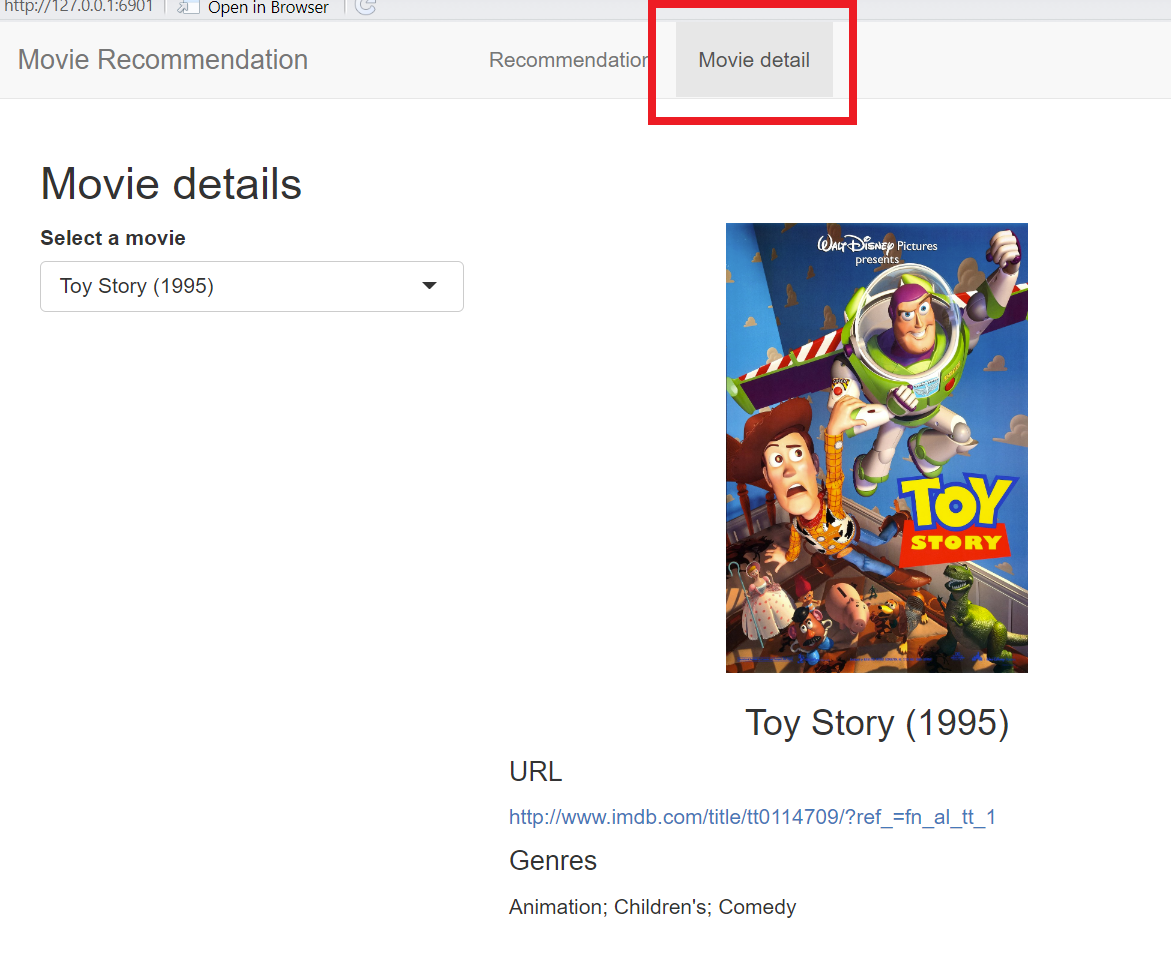 http://127.0.0.1:6901 Open in Browser
Movie Recommendation Recommendation Movie detail
Movie details
Select a movie
Toy Story (1995)
WALT DISNEY Pictures
presents
TOY
STORY
Toy Story (1995)
URL
http://www.imdb.com/title/tt0114709/?ref_=fn_al_tt_1
Genres
Animation; Children's; Comedy